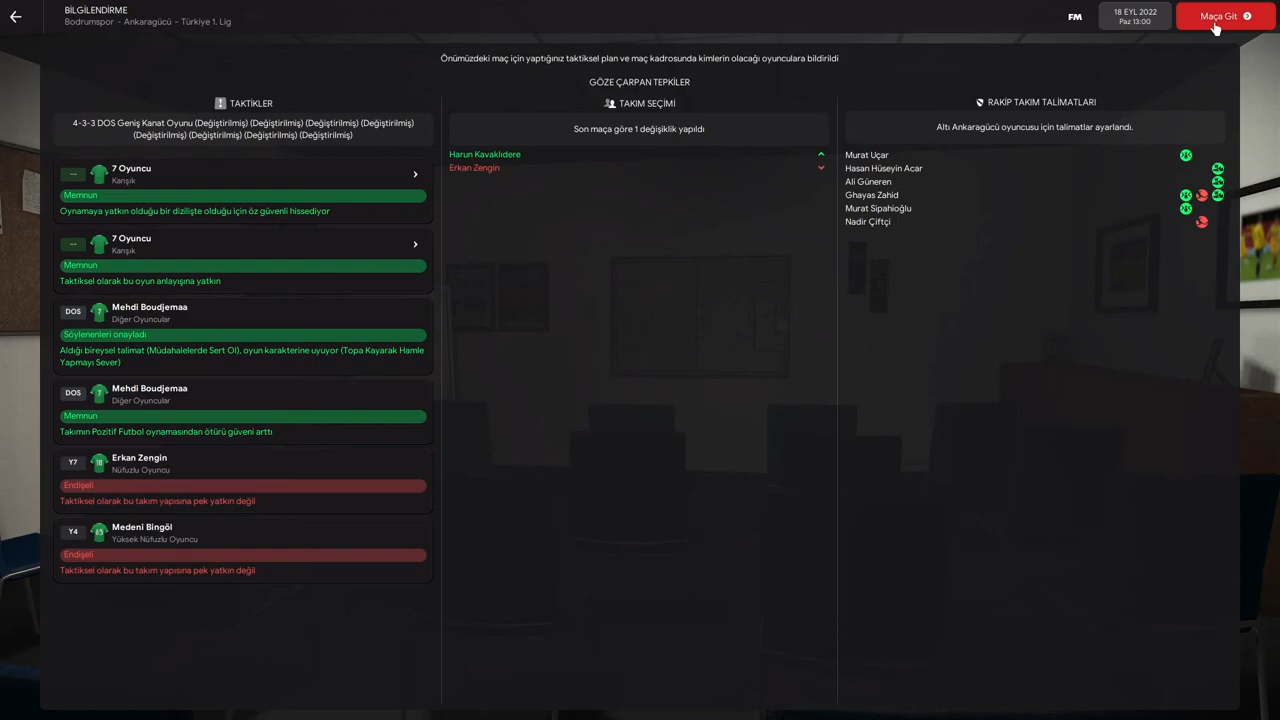 BİLGİLENDİRME
Bodrumspor - Ankaragücü - Türkiye 1. Lig
FM
18 EYL 2022
Paz 13:00
Maça Git
Önümüzdeki maç için yaptığınız taktiksel plan ve maç kadrosunda kimlerin olacağı oyunculara bildirildi
GÖZE ÇARPAN TEPKİLER
TAKTİKLER
4-3-3 DOS Geniş Kanat Oyunu (Değiştirilmiş) (Değiştirilmiş) (Değiştirilmiş) (Değiştirilmiş)
(Değiştirilmiş) (Değiştirilmiş) (Değiştirilmiş) (Değiştirilmiş)
--
7 Oyuncu
Karışık
Memnun
Oynamaya yatkın olduğu bir dizilişte olduğu için öz güvenli hissediyor
--
7 Oyuncu
Karışık
Memnun
Taktiksel olarak bu oyun anlayışına yatkın
DOS
7
Mehdi Boudjemaa
Diğer Oyuncular
Söylenenleri onayladı
Aldığı bireysel talimat (Müdahalelerde Sert Ol), oyun karakterine uyuyor (Topa Kayarak Hamle
Yapmayı Sever)
DOS
7
Mehdi Boudjemaa
Diğer Oyuncular
Memnun
Takımın Pozitif Futbol oynamasından ötürü güveni arttı
Y7
10
Erkan Zengin
Nüfuzlu Oyuncu
Endişeli
Taktiksel olarak bu takım yapısına pek yatkın değil
Y4
65
Medeni Bingöl
Yüksek Nüfuzlu Oyuncu
Endişeli
Taktiksel olarak bu takım yapısına pek yatkın değil
TAKIM SEÇİMİ
Son maça göre 1 değişiklik yapıldı
Harun Kavaklıdere
Erkan Zengin
RAKİP TAKIM TALİMATLARI
Altı Ankaragücü oyuncusu için talimatlar ayarlandı.
Murat Uçar
Hasan Hüseyin Acar
Ali Güneren
Ghayas Zahid
Murat Sipahioğlu
Nadir Çiftçi